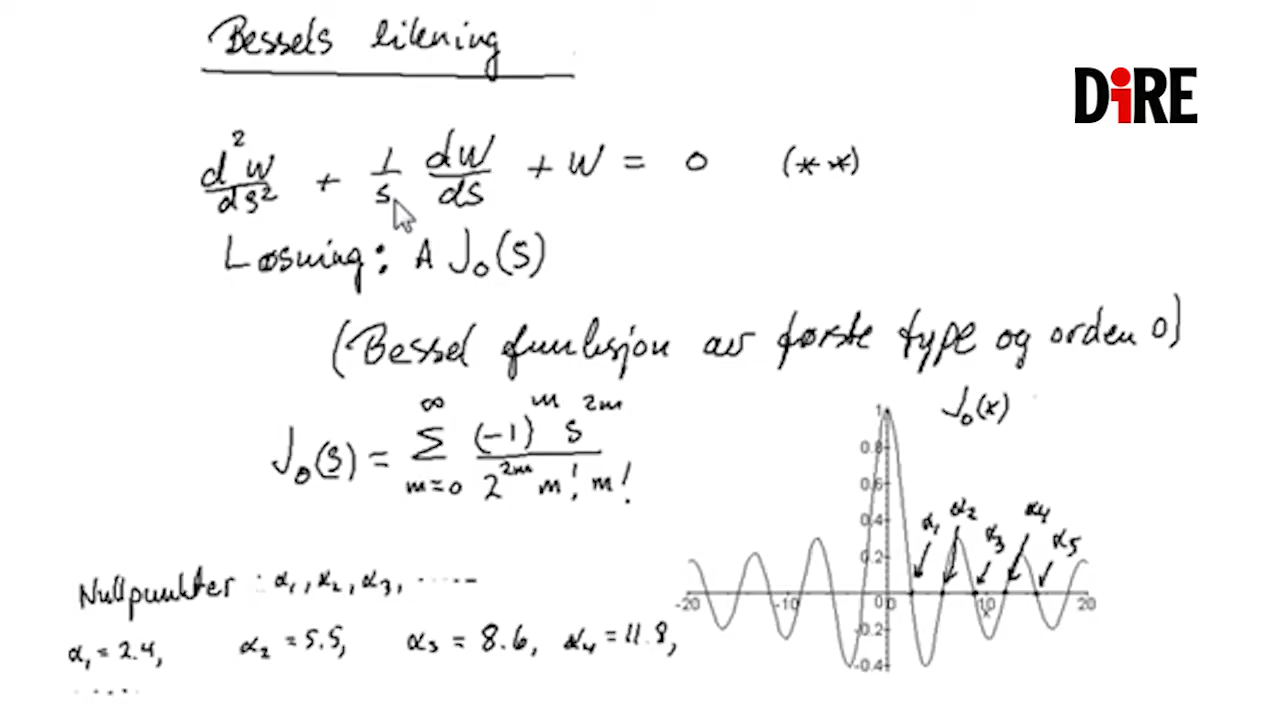 Bessels likning
DiRE
d²W/ds² + 1/s dW/ds + W = 0 (**)
Løsning: A J₀(s)
(Bessel funksjon av første type og orden 0)
J₀(x)
J₀(s) = ∑_{m=0}^{∞} (-1)^m s^{2m} / 2^{2m} m! m!
1
0.8
0.6
0.4
0.2
α₁ α₂ α₃ α₄ α₅
-20 -10 0 0 10 20
x
-0.2
-0.4
Nullpunkter : α₁, α₂, α₃, ......
α₁ = 2.4, α₂ = 5.5, α₃ = 8.6, α₄ = 11.8,
.....